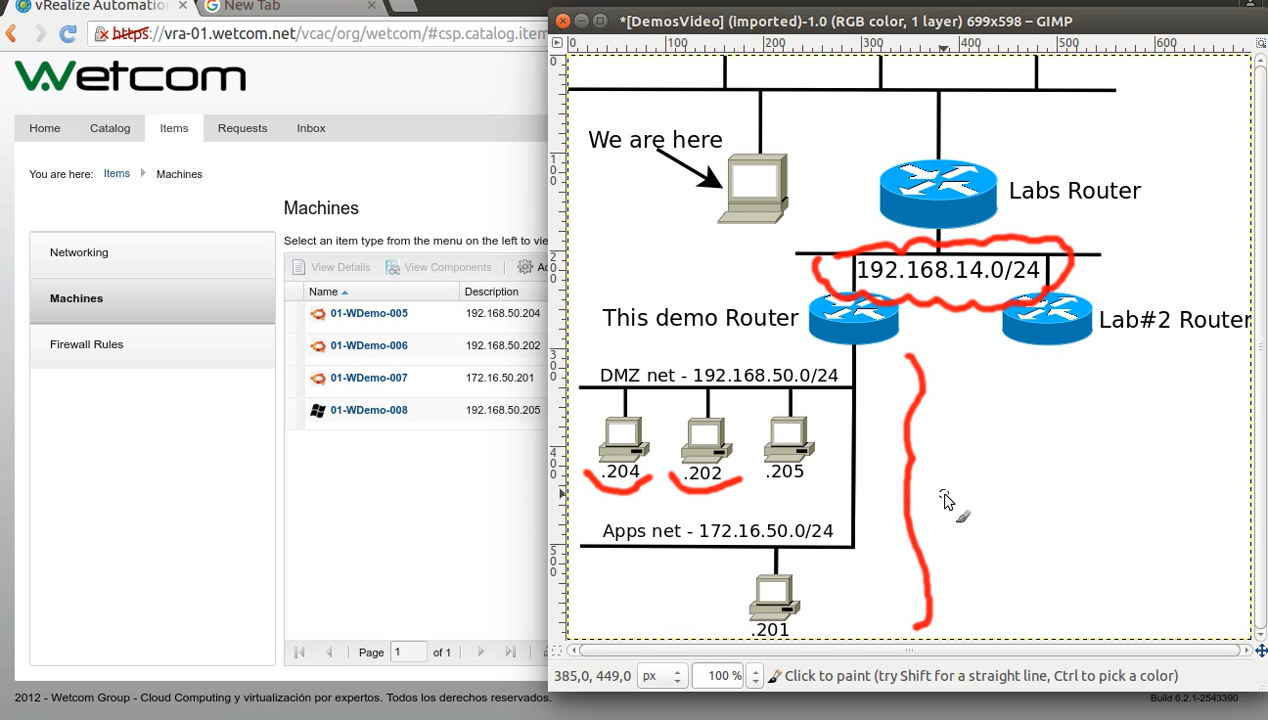 vRealize Automation
New Tab
https://vra-01.wetcom.net/vcac/org/wetcom/#csp.catalog.item
Wetcom
Home
Catalog
Items
Requests
Inbox
You are here:
Items
Machines
Networking
Machines
Firewall Rules
Machines
Select an item type from the menu on the left to vie
View Details
View Components
Name
Description
01-WDemo-005
192.168.50.204
01-WDemo-006
192.168.50.202
01-WDemo-007
172.16.50.201
01-WDemo-008
192.168.50.205
Page 1 of 1
2012 - Wetcom Group - Cloud Computing y virtualización por expertos. Todos los derechos reservados.
*[DemosVideo] (imported)-1.0 (RGB color, 1 layer) 699x598 – GIMP
0 100 200 300 400 500 600
0
100
200
300
400
500
We are here
Labs Router
192.168.14.0/24
This demo Router
Lab#2 Router
DMZ net - 192.168.50.0/24
.204
.202
.205
Apps net - 172.16.50.0/24
.201
385,0, 449,0
px
100 %
Click to paint (try Shift for a straight line, Ctrl to pick a color)
Build 6.2.1-2543390